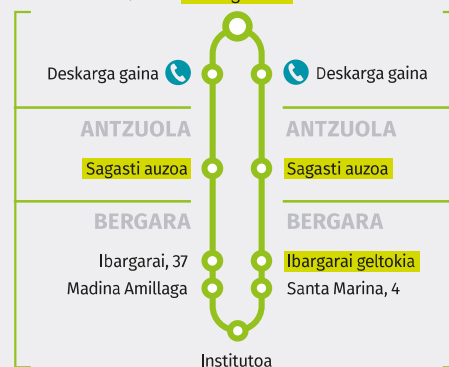 Deskarga gaina Deskarga gaina
ANTZUOLA ANTZUOLA
Sagasti auzoa Sagasti auzoa
BERGARA BERGARA
Ibargarai, 37 Ibargarai geltokia
Madina Amillaga Santa Marina, 4
Institutoa